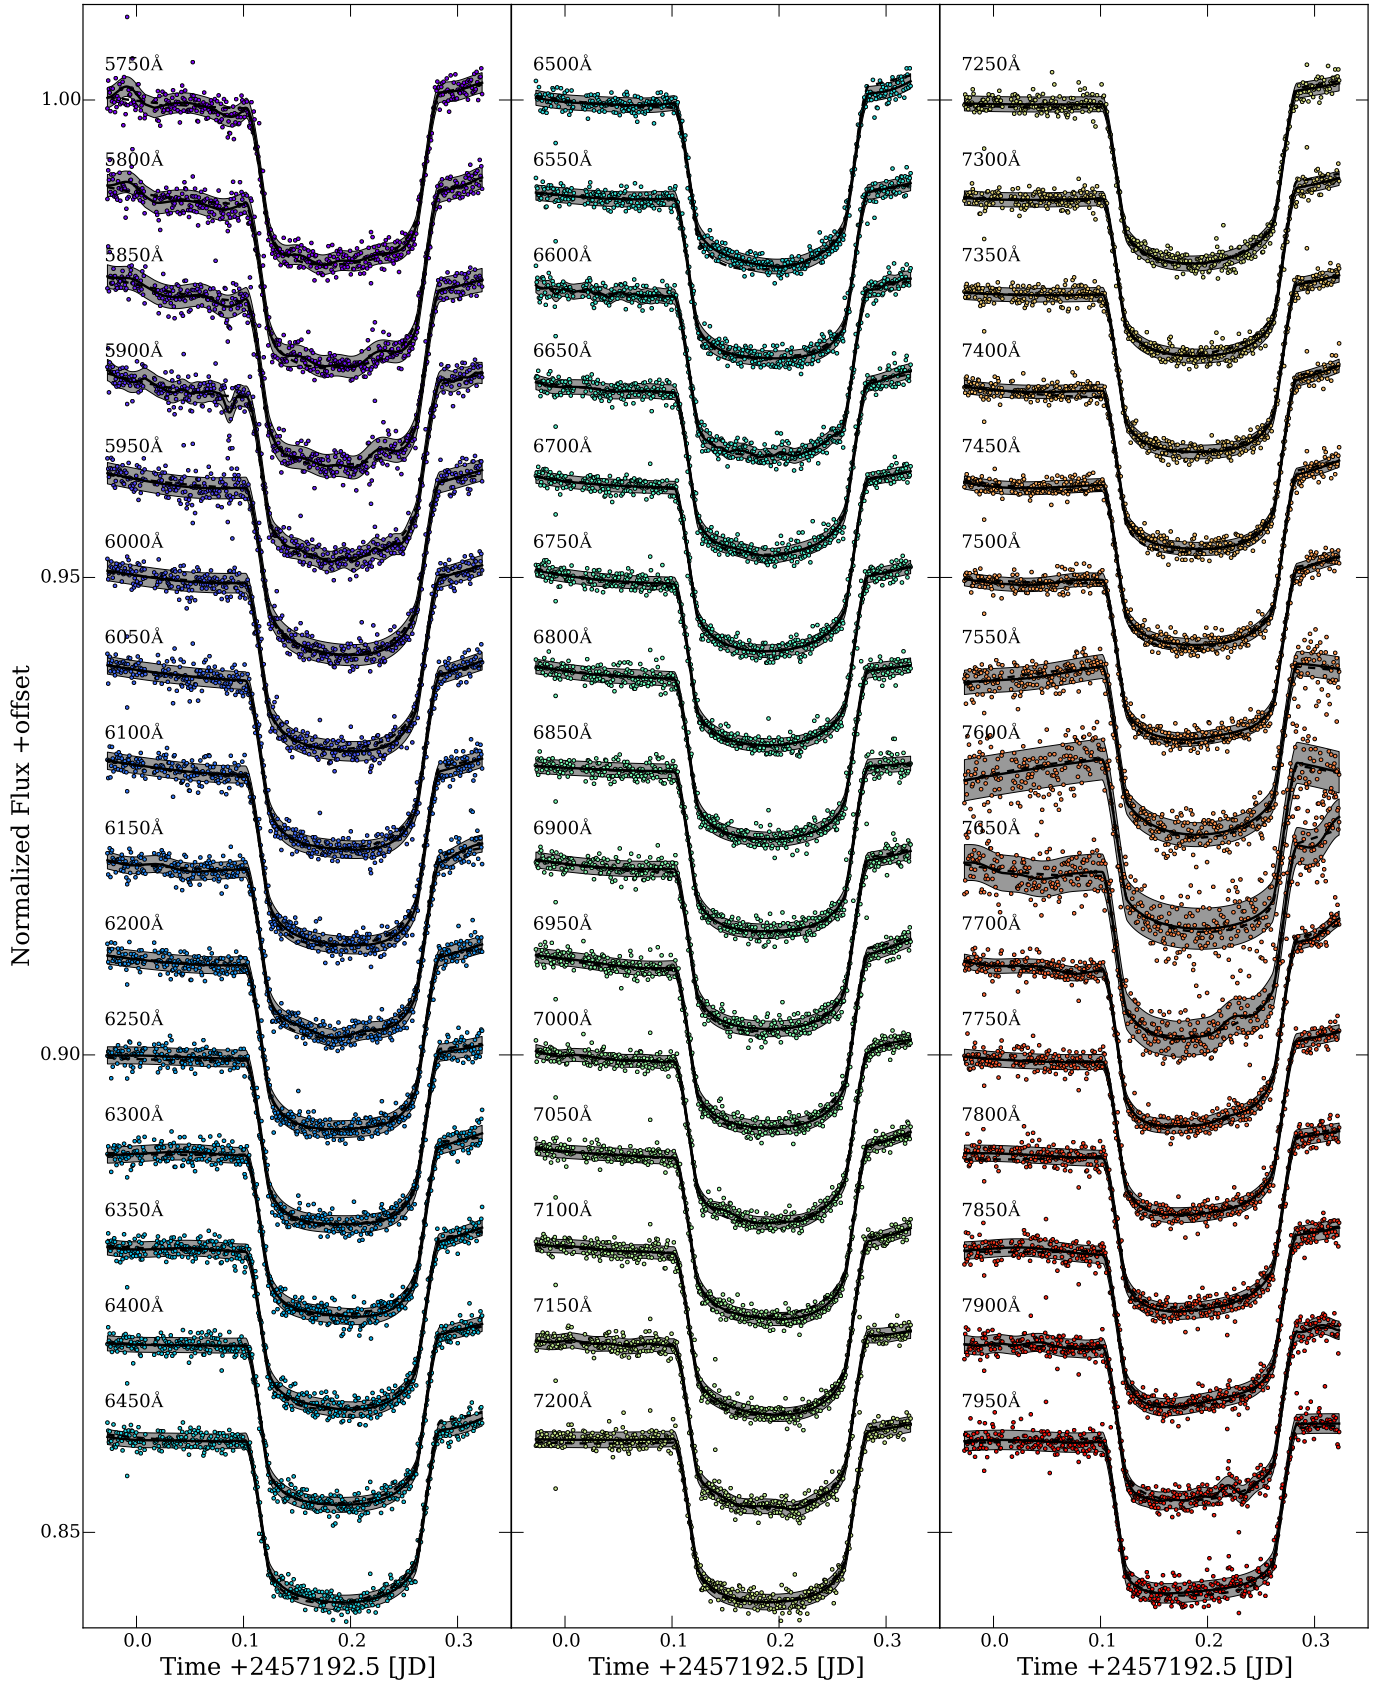 5750Å
5800Å
5850Å
5900Å
5950Å
6000Å
6050Å
6100Å
6150Å
6200Å
6250Å
6300Å
6350Å
6400Å
6450Å
6500Å
6550Å
6600Å
6650Å
6700Å
6750Å
6800Å
6850Å
6900Å
6950Å
7000Å
7050Å
7100Å
7150Å
7200Å
7250Å
7300Å
7350Å
7400Å
7450Å
7500Å
7550Å
7600Å
7650Å
7700Å
7750Å
7800Å
7850Å
7900Å
7950Å
1.00
0.95
0.90
0.85
Normalized Flux +offset
0.0 0.1 0.2 0.3
0.0 0.1 0.2 0.3
0.0 0.1 0.2 0.3
Time +2457192.5 [JD]
Time +2457192.5 [JD]
Time +2457192.5 [JD]